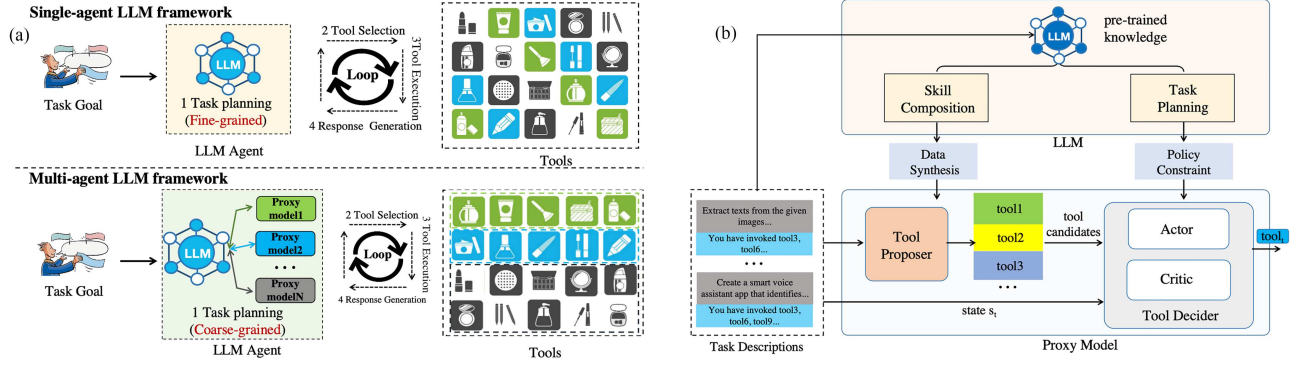 Single-agent LLM framework
(a)
Task Goal
LLM
1 Task planning
(Fine-grained)
LLM Agent
2 Tool Selection
3Tool Execution
Loop
4 Response Generation
Tools
Multi-agent LLM framework
Task Goal
LLM
Proxy
model1
Proxy
model2
...
Proxy
modelN
1 Task planning
(Coarse-grained)
LLM Agent
2 Tool Selection
3 Tool Execution
Loop
4 Response Generation
Tools
(b)
LLM
pre-trained
knowledge
Skill
Composition
Task
Planning
LLM
Data
Synthesis
Policy
Constraint
Extract texts from the given
images...
You have invoked tool3,
tool6...
...
Create a smart voice
assistant app that identifies...
You have invoked tool3,
tool6, tool9...
Task Descriptions
Tool
Proposer
tool1
tool2
tool3
...
tool
candidates
state sₜ
Actor
Critic
Tool Decider
toolₜ
Proxy Model